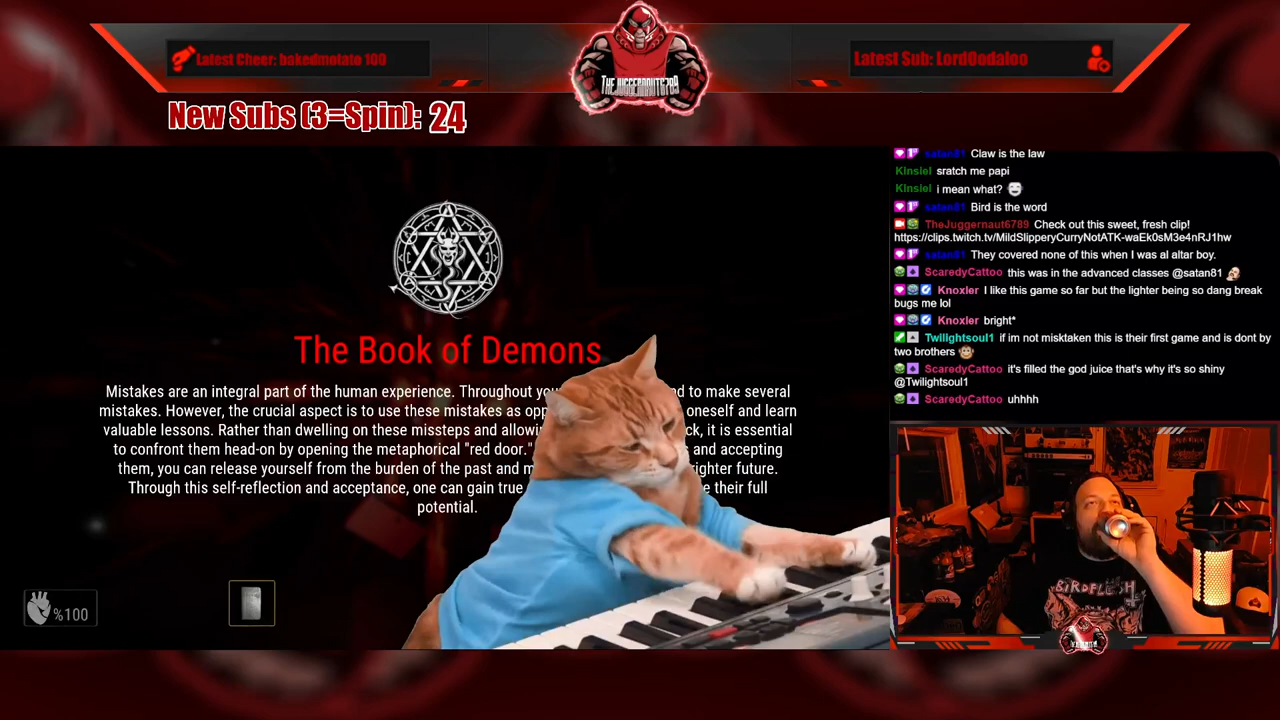 Latest Cheer: bakedmotato 100
THEJUGGERNAUT6789
Latest Sub: LordOodaloo
New Subs (3=Spin): 24
The Book of Demons
Mistakes are an integral part of the human experience. Throughout you d to make several
mistakes. However, the crucial aspect is to use these mistakes as opp oneself and learn
valuable lessons. Rather than dwelling on these missteps and allowin ck, it is essential
to confront them head-on by opening the metaphorical "red door." s and accepting
them, you can release yourself from the burden of the past and m righter future.
Through this self-reflection and acceptance, one can gain true e their full
potential.
%100
satan81 Claw is the law
Kinsiel sratch me papi
Kinsiel i mean what?
satan81 Bird is the word
TheJuggernaut6789 Check out this sweet, fresh clip!
https://clips.twitch.tv/MildSlipperyCurryNotATK-waEk0sM3e4nRJ1hw
satan81 They covered none of this when I was al altar boy.
ScaredyCattoo this was in the advanced classes @satan81
Knoxler I like this game so far but the lighter being so dang break
bugs me lol
Knoxler bright*
Twilightsoul1 if im not misktaken this is their first game and is dont by
two brothers
ScaredyCattoo it's filled the god juice that's why it's so shiny
@Twilightsoul1
ScaredyCattoo uhhhh
BIRDFLESH